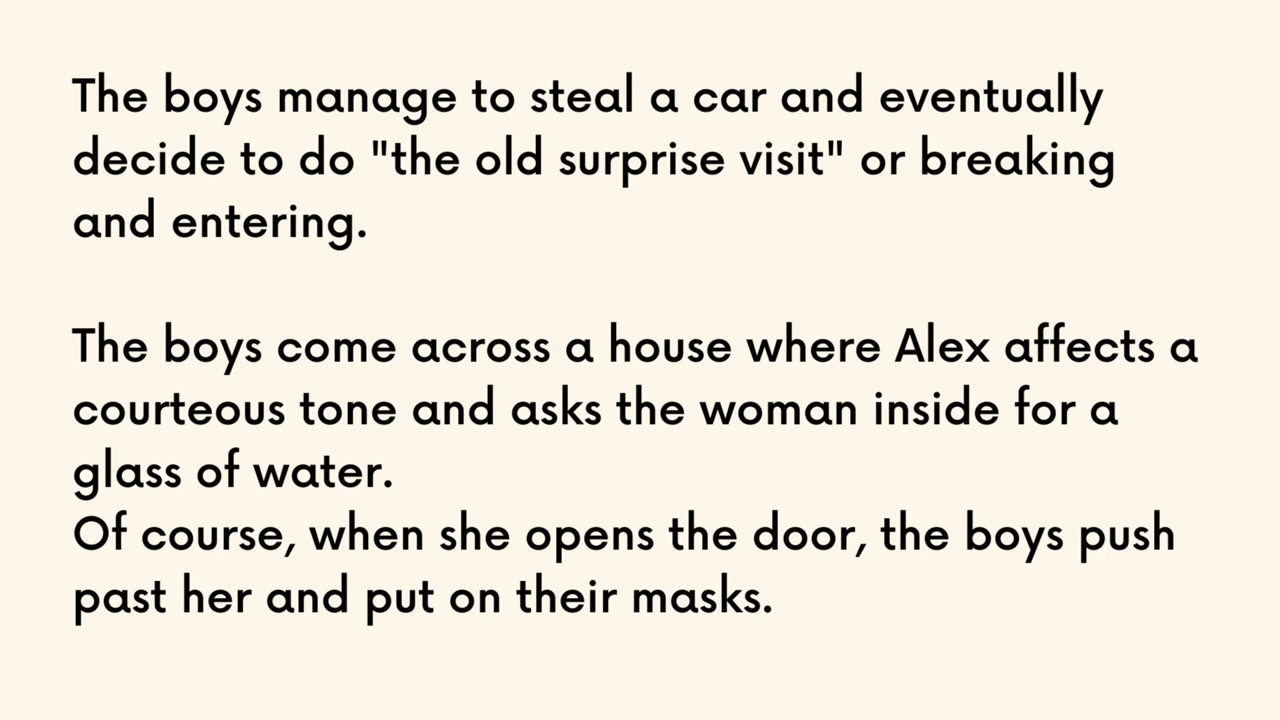 The boys manage to steal a car and eventually
decide to do "the old surprise visit" or breaking
and entering.
The boys come across a house where Alex affects a
courteous tone and asks the woman inside for a
glass of water.
Of course, when she opens the door, the boys push
past her and put on their masks.